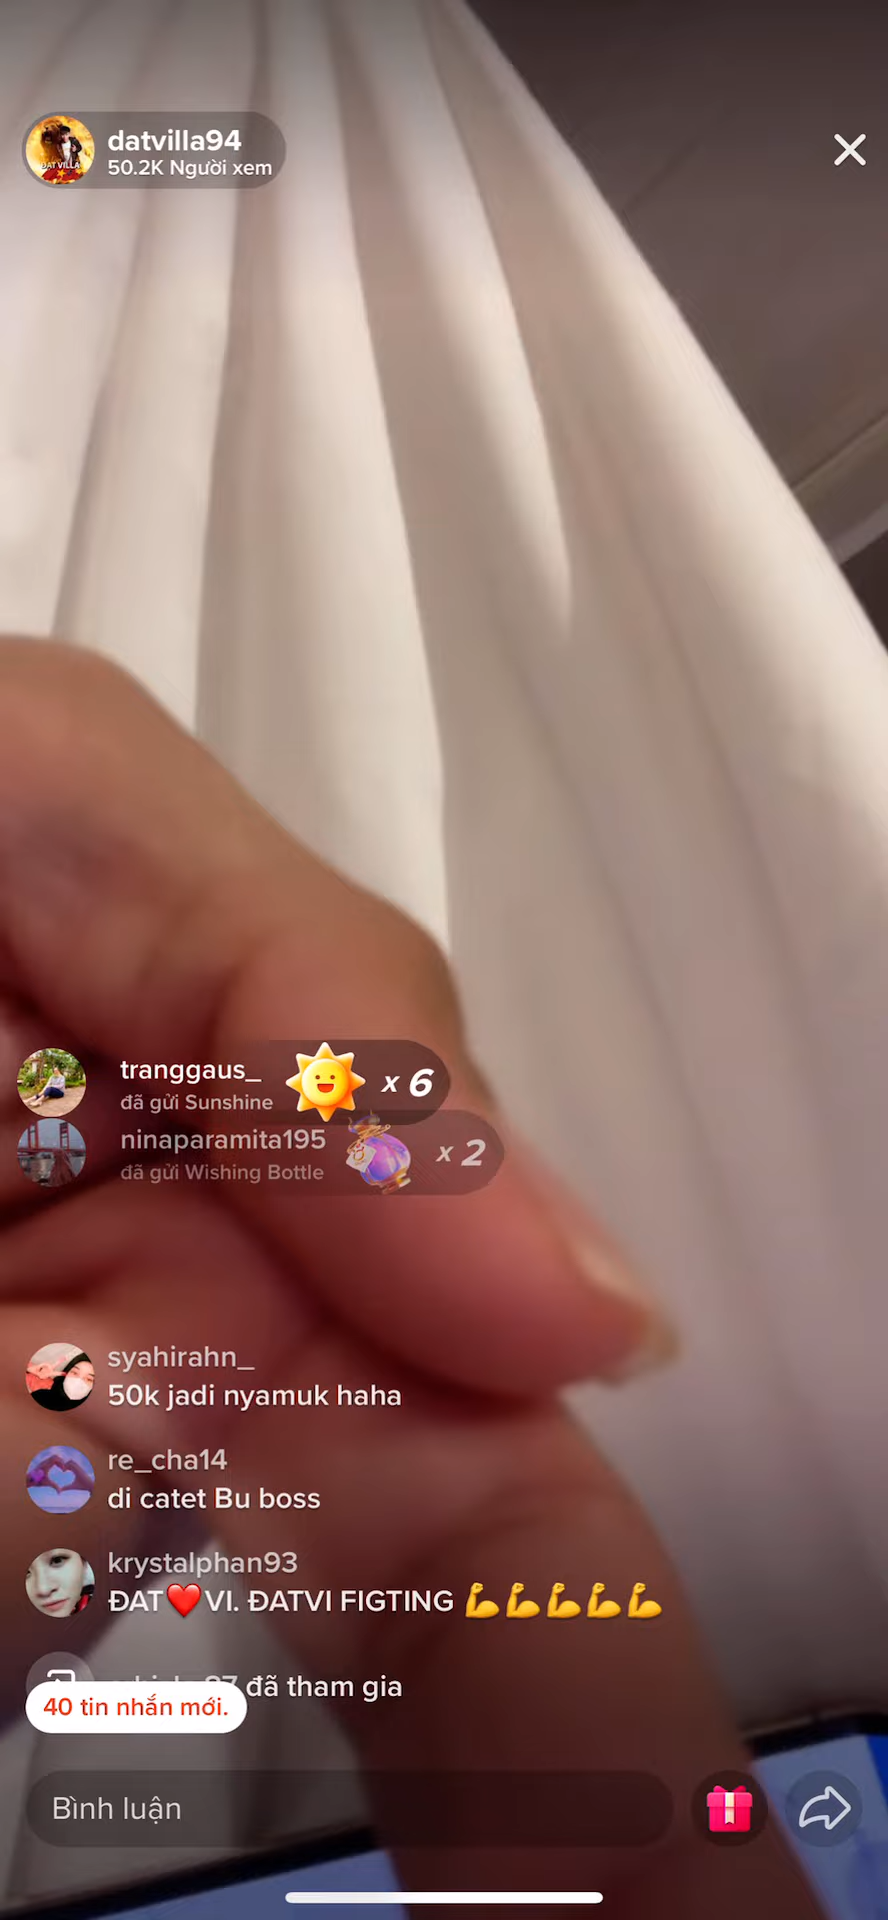 datvilla94
50.2K Người xem
ĐAT VILLA
tranggaus_
đã gửi Sunshine
x 6
ninaparamita195
đã gửi Wishing Bottle
x 2
syahirahn_
50k jadi nyamuk haha
re_cha14
di catet Bu boss
krystalphan93
ĐAT❤️VI. ĐATVI FIGTING 💪💪💪💪💪
đã tham gia
40 tin nhắn mới.
Bình luận